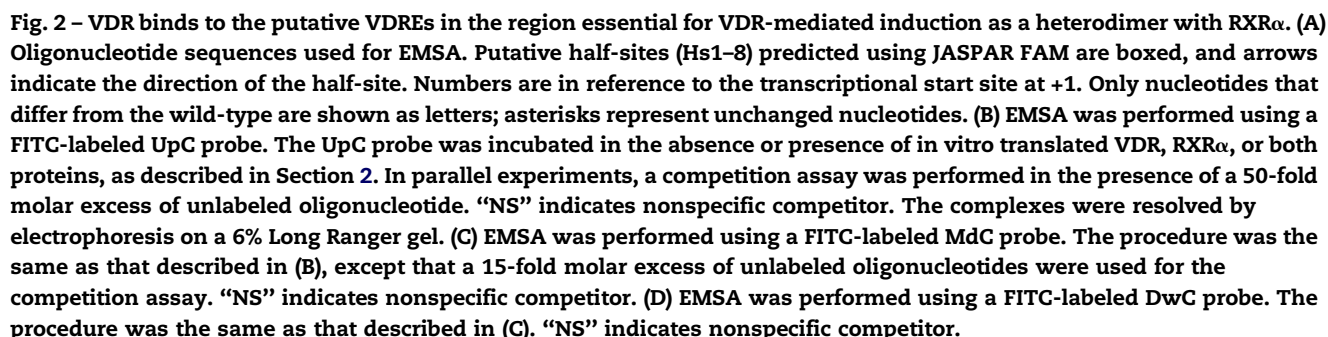 Fig. 2 – VDR binds to the putative VDREs in the region essential for VDR-mediated induction as a heterodimer with RXRα. (A)
Oligonucleotide sequences used for EMSA. Putative half-sites (Hs1–8) predicted using JASPAR FAM are boxed, and arrows
indicate the direction of the half-site. Numbers are in reference to the transcriptional start site at +1. Only nucleotides that
differ from the wild-type are shown as letters; asterisks represent unchanged nucleotides. (B) EMSA was performed using a
FITC-labeled UpC probe. The UpC probe was incubated in the absence or presence of in vitro translated VDR, RXRα, or both
proteins, as described in Section 2. In parallel experiments, a competition assay was performed in the presence of a 50-fold
molar excess of unlabeled oligonucleotide. “NS” indicates nonspecific competitor. The complexes were resolved by
electrophoresis on a 6% Long Ranger gel. (C) EMSA was performed using a FITC-labeled MdC probe. The procedure was the
same as that described in (B), except that a 15-fold molar excess of unlabeled oligonucleotides were used for the
competition assay. “NS” indicates nonspecific competitor. (D) EMSA was performed using a FITC-labeled DwC probe. The
procedure was the same as that described in (C). “NS” indicates nonspecific competitor.